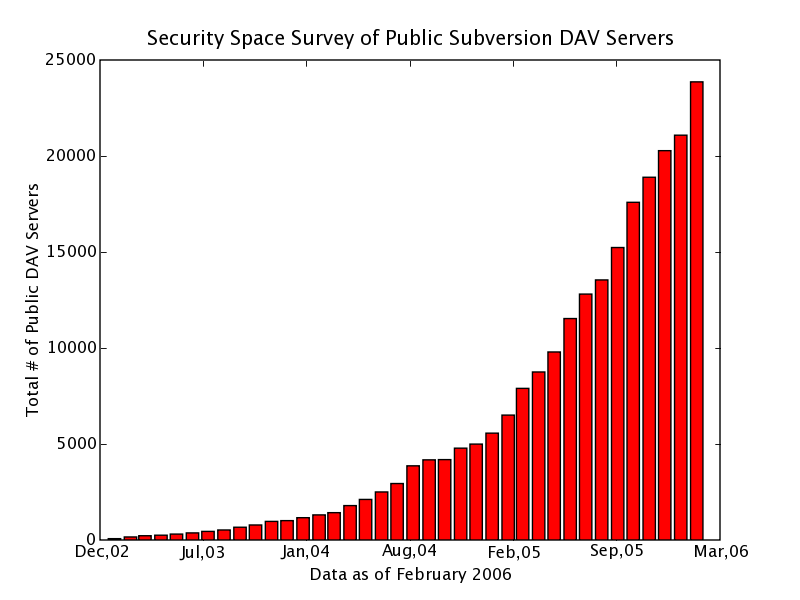 Security Space Survey of Public Subversion DAV Servers
25000
20000
15000
10000
5000
0
Total # of Public DAV Servers
Dec,02 Jul,03 Jan,04 Aug,04 Feb,05 Sep,05 Mar,06
Data as of February 2006